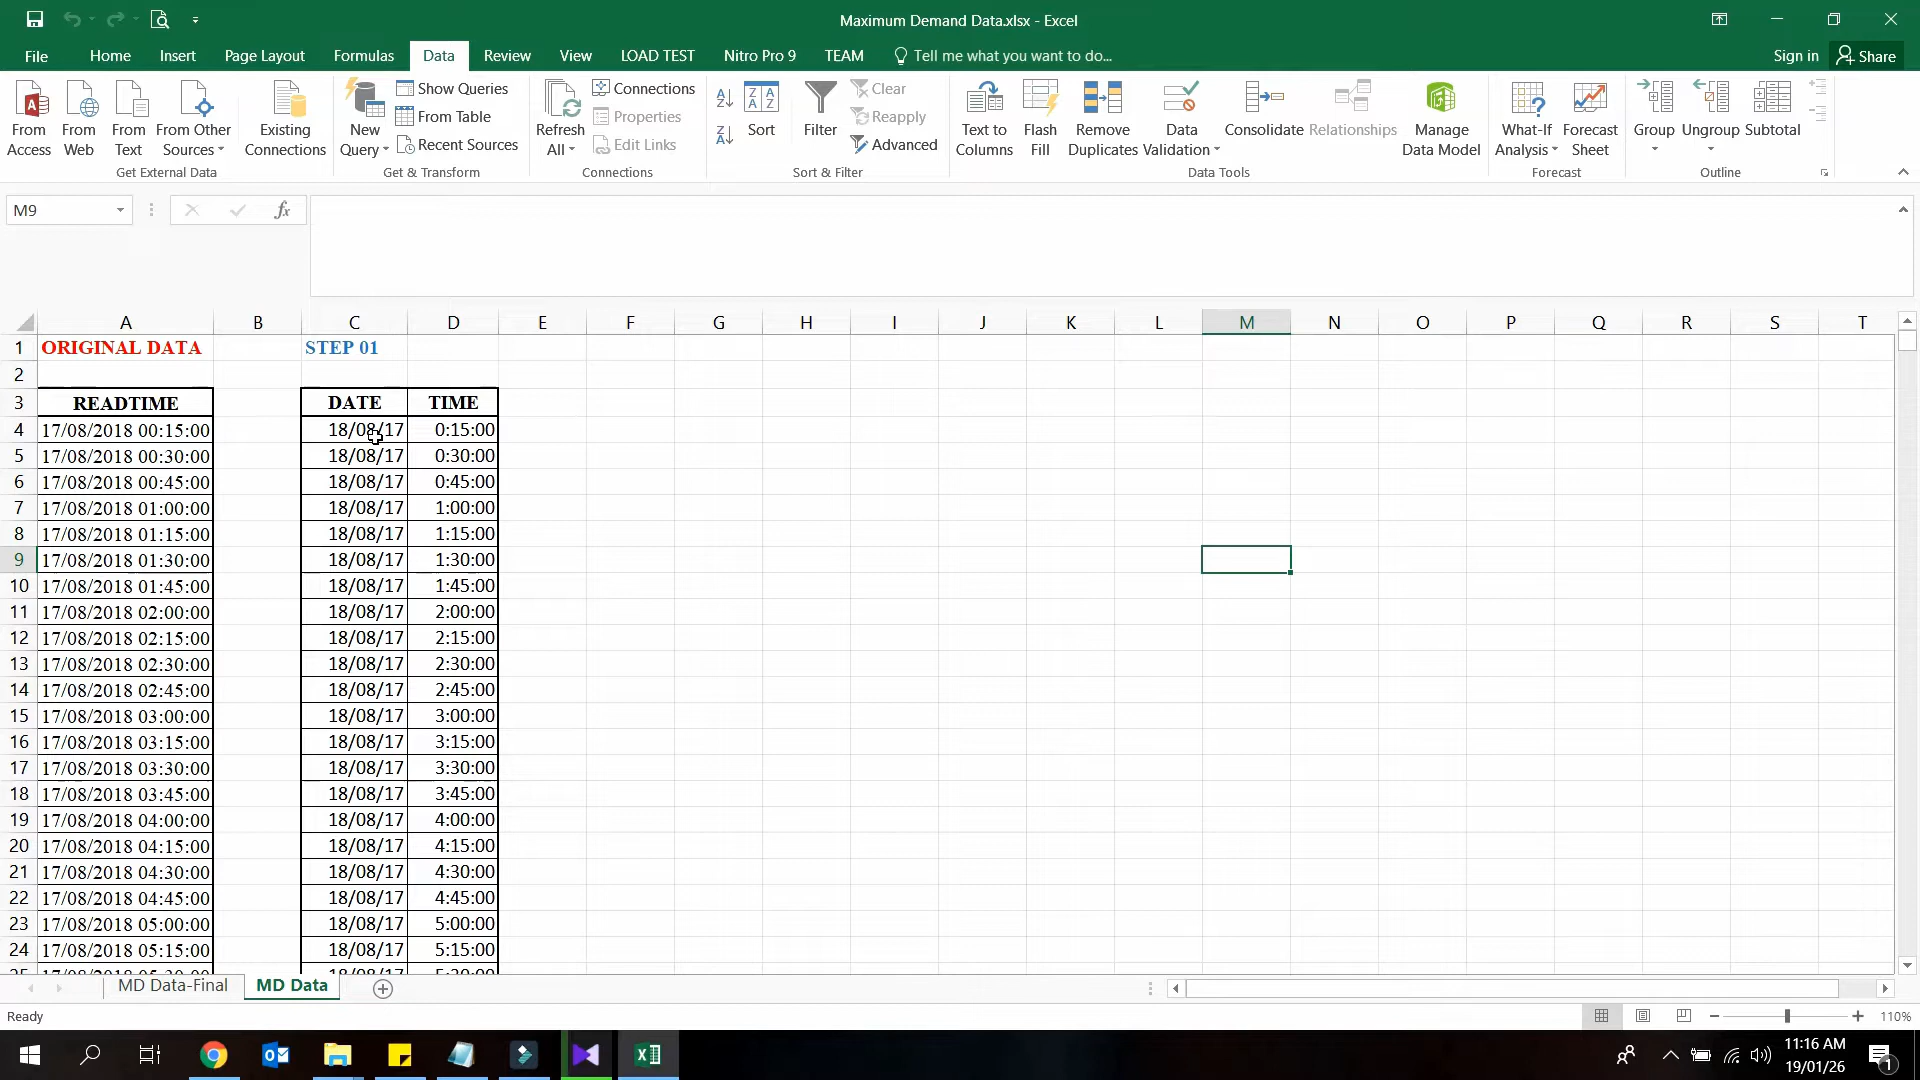 Maximum Demand Data.xlsx - Excel
File Home Insert Page Layout Formulas Data Review View LOAD TEST Nitro Pro 9 TEAM Tell me what you want to do... Sign in Share
From Access
From Web
From Text
From Other Sources
Existing Connections
Get External Data
New Query
Show Queries
From Table
Recent Sources
Get & Transform
Refresh All
Connections
Properties
Edit Links
Connections
Sort
Filter
Clear
Reapply
Advanced
Sort & Filter
Text to Columns
Flash Fill
Remove Duplicates
Data Validation
Consolidate
Relationships
Manage Data Model
Data Tools
What-If Analysis
Forecast Sheet
Forecast
Group
Ungroup
Subtotal
Outline
M9 fx
A B C D E F G H I J K L M N O P Q R S T
1 ORIGINAL DATA STEP 01
2
3 READTIME DATE TIME
4 17/08/2018 00:15:00 18/08/17 0:15:00
5 17/08/2018 00:30:00 18/08/17 0:30:00
6 17/08/2018 00:45:00 18/08/17 0:45:00
7 17/08/2018 01:00:00 18/08/17 1:00:00
8 17/08/2018 01:15:00 18/08/17 1:15:00
9 17/08/2018 01:30:00 18/08/17 1:30:00
10 17/08/2018 01:45:00 18/08/17 1:45:00
11 17/08/2018 02:00:00 18/08/17 2:00:00
12 17/08/2018 02:15:00 18/08/17 2:15:00
13 17/08/2018 02:30:00 18/08/17 2:30:00
14 17/08/2018 02:45:00 18/08/17 2:45:00
15 17/08/2018 03:00:00 18/08/17 3:00:00
16 17/08/2018 03:15:00 18/08/17 3:15:00
17 17/08/2018 03:30:00 18/08/17 3:30:00
18 17/08/2018 03:45:00 18/08/17 3:45:00
19 17/08/2018 04:00:00 18/08/17 4:00:00
20 17/08/2018 04:15:00 18/08/17 4:15:00
21 17/08/2018 04:30:00 18/08/17 4:30:00
22 17/08/2018 04:45:00 18/08/17 4:45:00
23 17/08/2018 05:00:00 18/08/17 5:00:00
24 17/08/2018 05:15:00 18/08/17 5:15:00
MD Data-Final MD Data
Ready 110%
11:16 AM
19/01/26
1